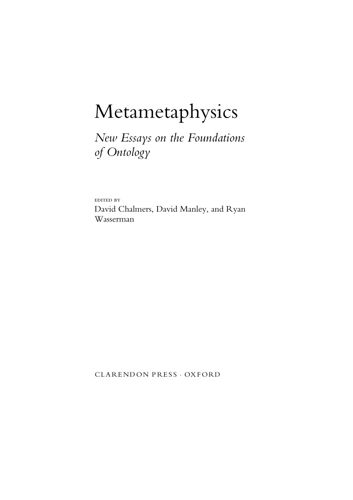 Metametaphysics
New Essays on the Foundations
of Ontology
EDITED BY
David Chalmers, David Manley, and Ryan
Wasserman
CLARENDON PRESS · OXFORD